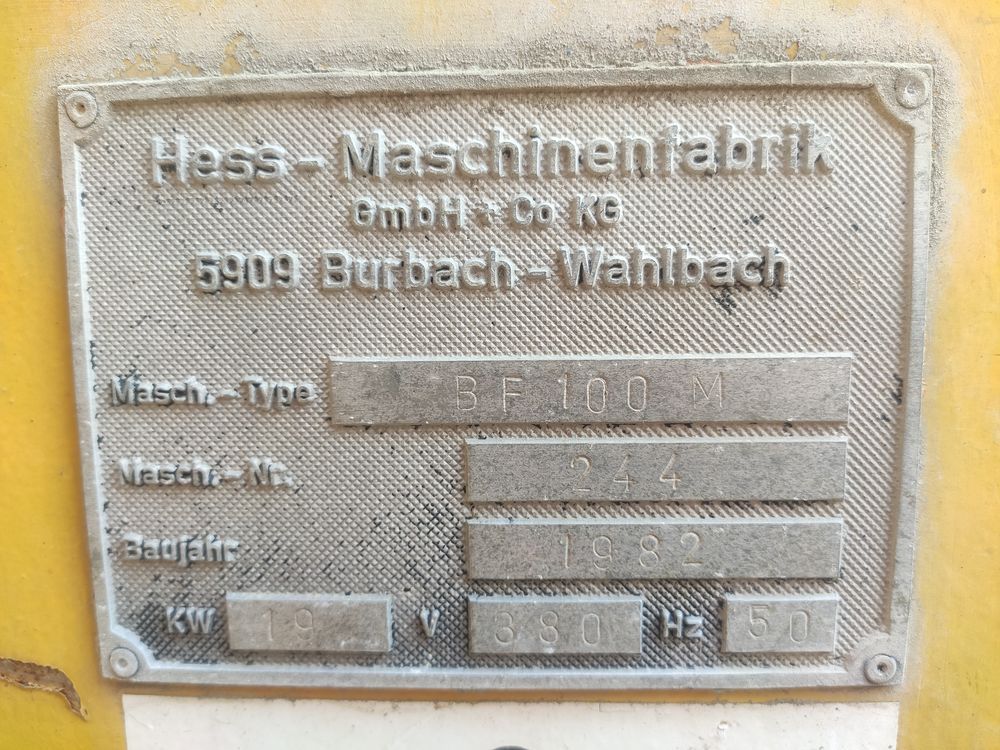 Hess-Maschinenfabrik
GmbH + Co KG
5909 Burbach-Wahlbach
Masch.-Type BF 100 M
Masch.-Nr. 244
Baujahr 1982
KW 19 V 380 Hz 50